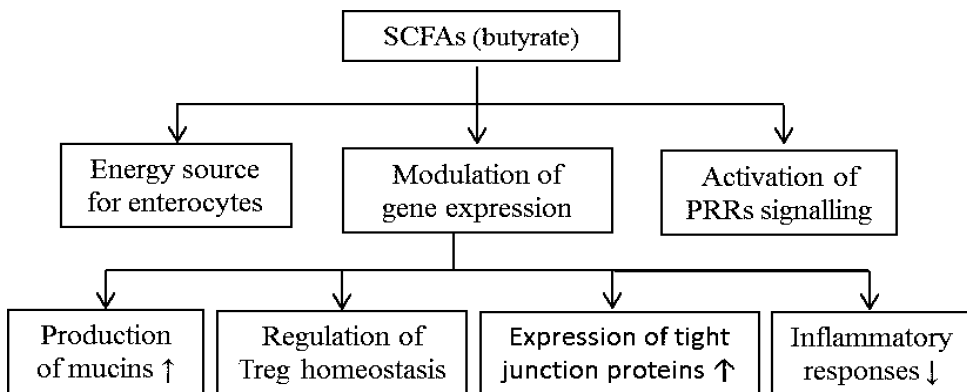 SCFAs (butyrate)
Energy source
for enterocytes
Modulation of
gene expression
Activation of
PRRs signalling
Production
of mucins ↑
Regulation of
Treg homeostasis
Expression of tight
junction proteins ↑
Inflammatory
responses ↓